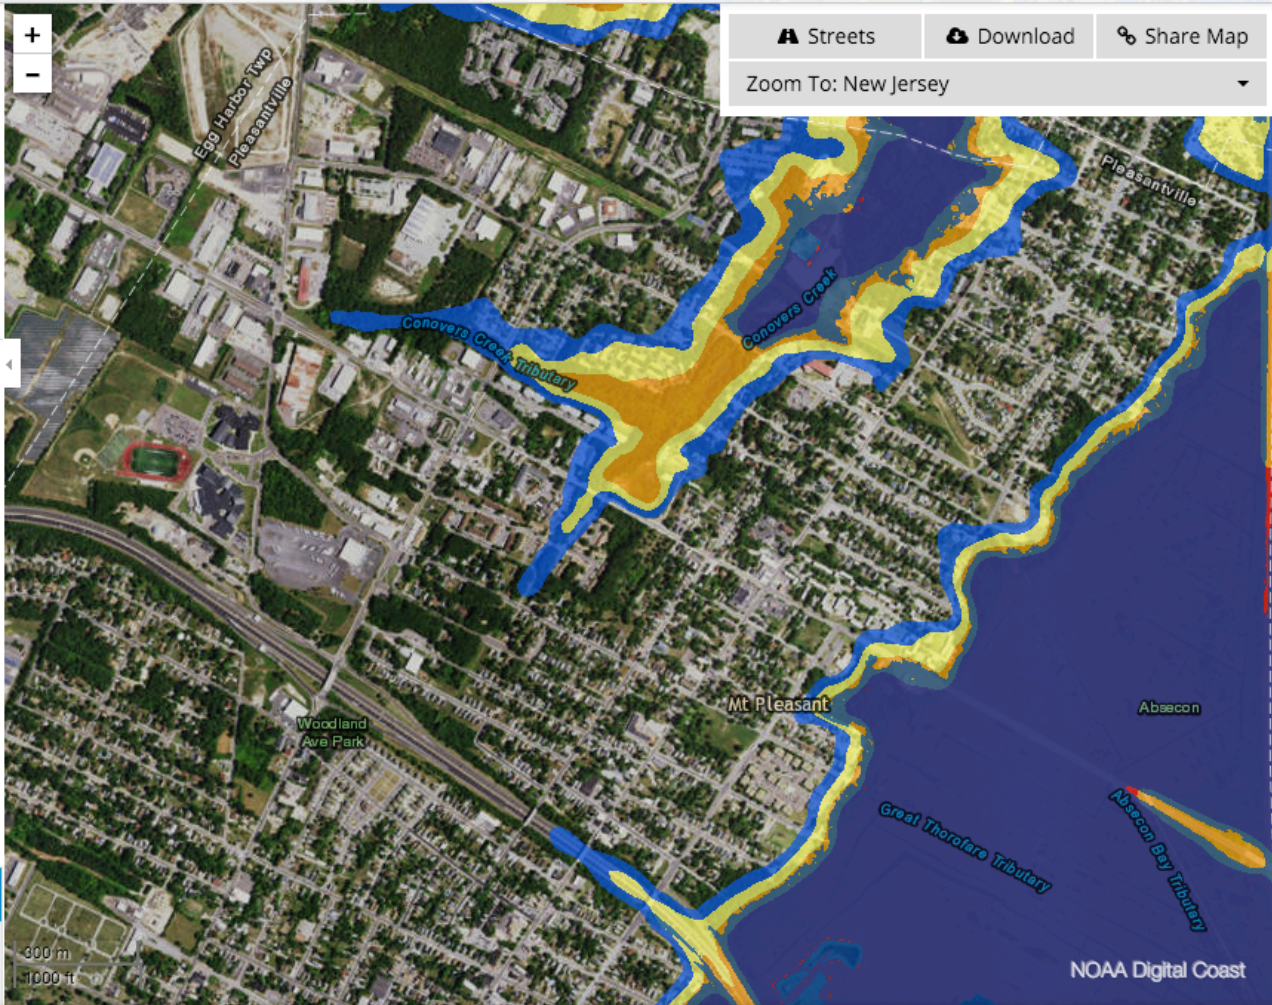 +
−
Streets
Download
Share Map
Zoom To: New Jersey
Egg Harbor Twp
Pleasantville
Pleasantville
Conovers Creek
Conovers Creek Tributary
Mt Pleasant
Absecon
Woodland
Ave Park
Great Thorofare Tributary
Absecon Bay Tributary
300 m
1000 ft
NOAA Digital Coast